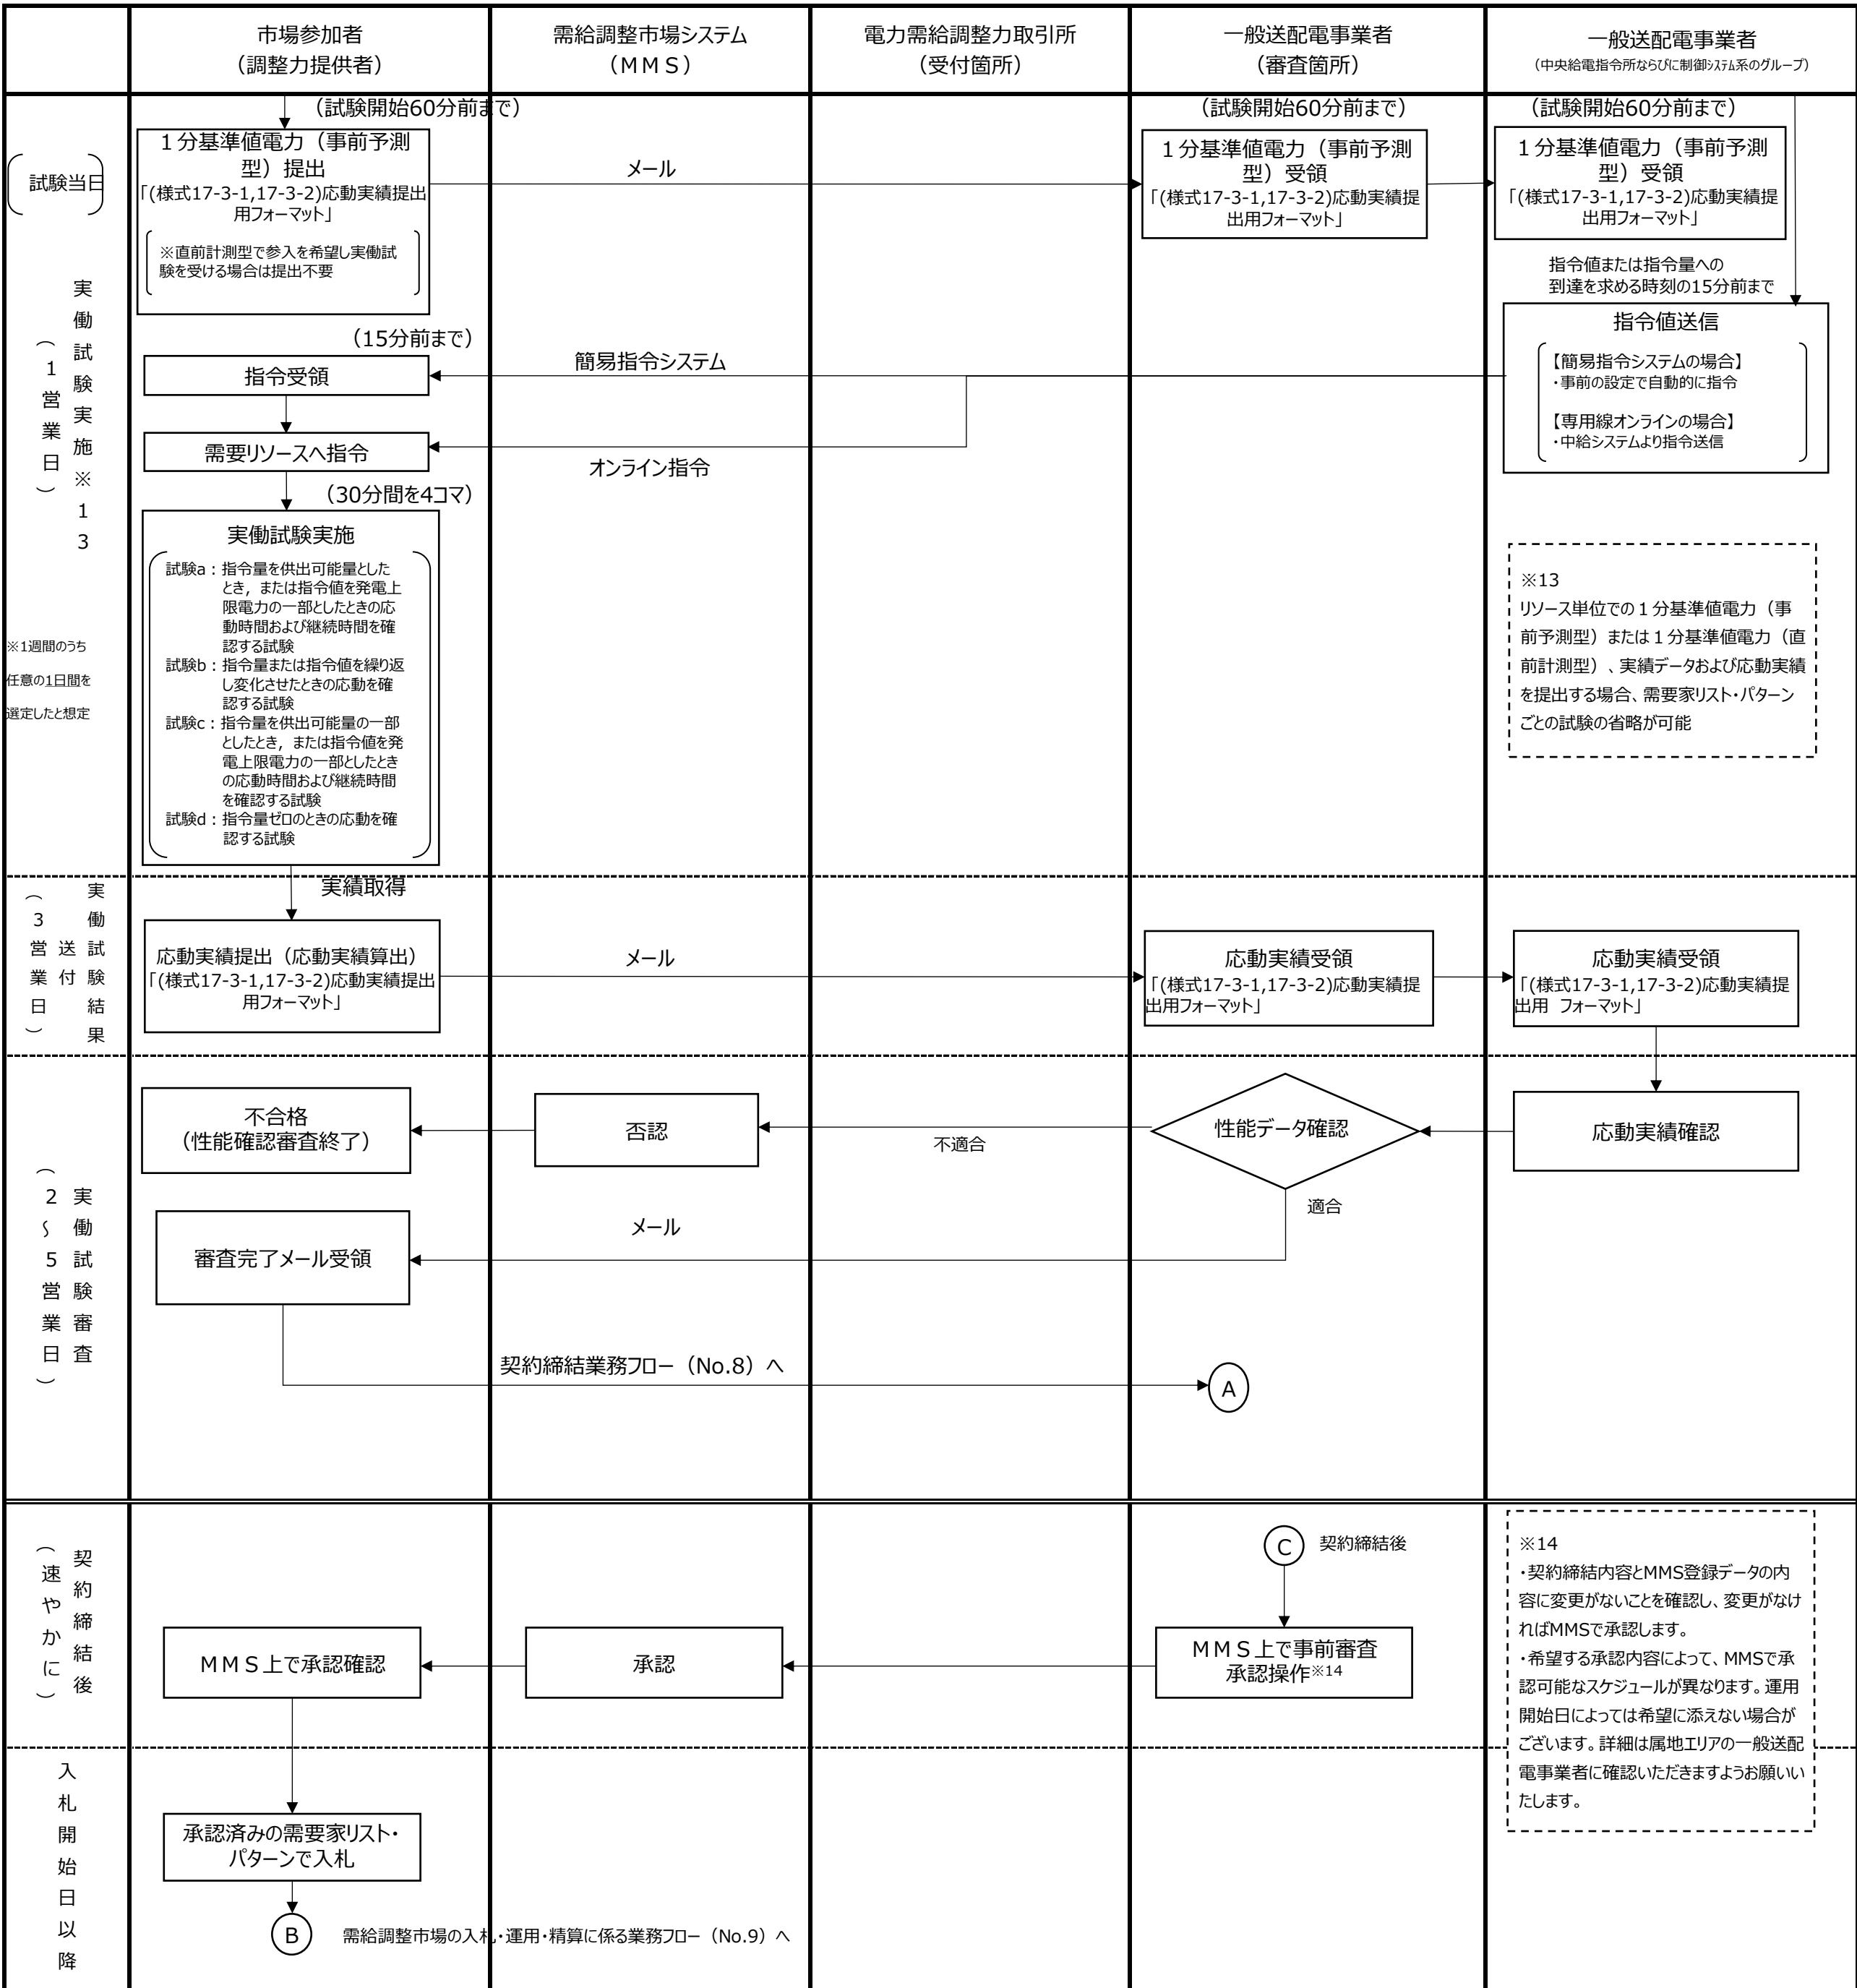 市場参加者
（調整力提供者）
需給調整市場システム
（ＭＭＳ）
電力需給調整力取引所
（受付箇所）
一般送配電事業者
（審査箇所）
一般送配電事業者
（中央給電指令所ならびに制御ｼｽﾃﾑ系のグループ）
試験当日
実働試験実施※13
（1営業日）
※1週間のうち
任意の1日間を
選定したと想定
（試験開始60分前まで）
１分基準値電力（事前予測
型）提出
「(様式17-3-1,17-3-2)応動実績提出
用フォーマット」
※直前計測型で参入を希望し実働試
験を受ける場合は提出不要
メール
（試験開始60分前まで）
１分基準値電力（事前予測
型）受領
「(様式17-3-1,17-3-2)応動実績提
出用フォーマット」
（試験開始60分前まで）
１分基準値電力（事前予測
型）受領
「(様式17-3-1,17-3-2)応動実績提
出用フォーマット」
指令値または指令量への
到達を求める時刻の15分前まで
指令値送信
【簡易指令システムの場合】
・事前の設定で自動的に指令
【専用線オンラインの場合】
・中給システムより指令送信
（15分前まで）
指令受領
簡易指令システム
需要リソースへ指令
オンライン指令
（30分間を4コマ）
実働試験実施
試験a：指令量を供出可能量とした
とき，または指令値を発電上
限電力の一部としたときの応
動時間および継続時間を確
認する試験
試験b：指令量または指令値を繰り返
し変化させたときの応動を確
認する試験
試験c：指令量を供出可能量の一部
としたとき，または指令値を発
電上限電力の一部としたとき
の応動時間および継続時間
を確認する試験
試験d：指令量ゼロのときの応動を確
認する試験
※13
リソース単位での１分基準値電力（事
前予測型）または１分基準値電力（直
前計測型）、実績データおよび応動実績
を提出する場合、需要家リスト・パターン
ごとの試験の省略が可能
実働試験結果
送付
（3営業日）
実績取得
応動実績提出（応動実績算出）
「(様式17-3-1,17-3-2)応動実績提出
用フォーマット」
メール
応動実績受領
「(様式17-3-1,17-3-2)応動実績提
出用フォーマット」
応動実績受領
「(様式17-3-1,17-3-2)応動実績提
出用 フォーマット」
実働試験審査
（2～5営業日）
不合格
（性能確認審査終了）
否認
不適合
性能データ確認
応動実績確認
適合
メール
審査完了メール受領
契約締結業務フロー（No.8）へ
A
契約締結後
（速やかに）
C
契約締結後
ＭＭＳ上で承認確認
承認
ＭＭＳ上で事前審査
承認操作※14
※14
・契約締結内容とMMS登録データの内
容に変更がないことを確認し、変更がなけ
ればMMSで承認します。
・希望する承認内容によって、MMSで承
認可能なスケジュールが異なります。運用
開始日によっては希望に添えない場合が
ございます。詳細は属地エリアの一般送配
電事業者に確認いただきますようお願いい
たします。
入札開始日以降
承認済みの需要家リスト・
パターンで入札
B
需給調整市場の入札・運用・精算に係る業務フロー（No.9）へ